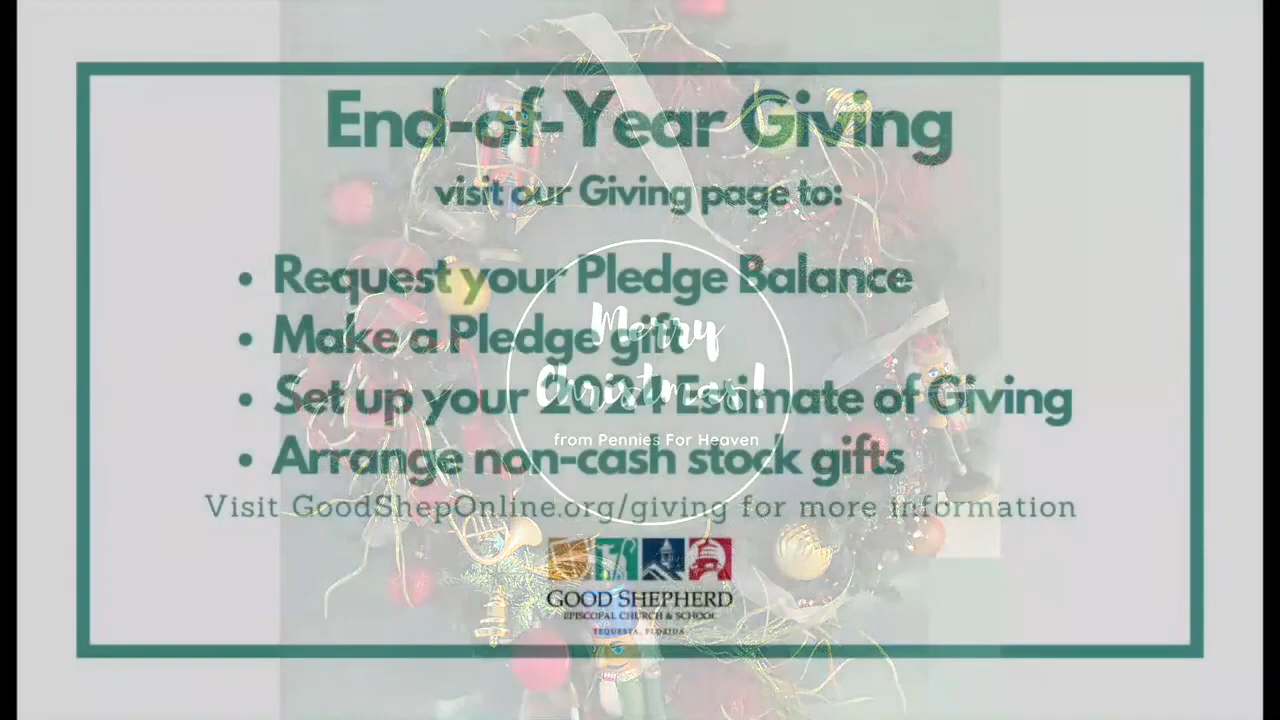 End-of-Year Giving
visit our Giving page to:
• Request your Pledge Balance
• Make a Pledge gift
• Set up your 2024 Estimate of Giving
• Arrange non-cash stock gifts
Visit GoodShepOnline.org/giving for more information
Merry
Christmas!
from Pennies For Heaven
GOOD SHEPHERD
EPISCOPAL CHURCH & SCHOOL
TEQUESTA, FLORIDA